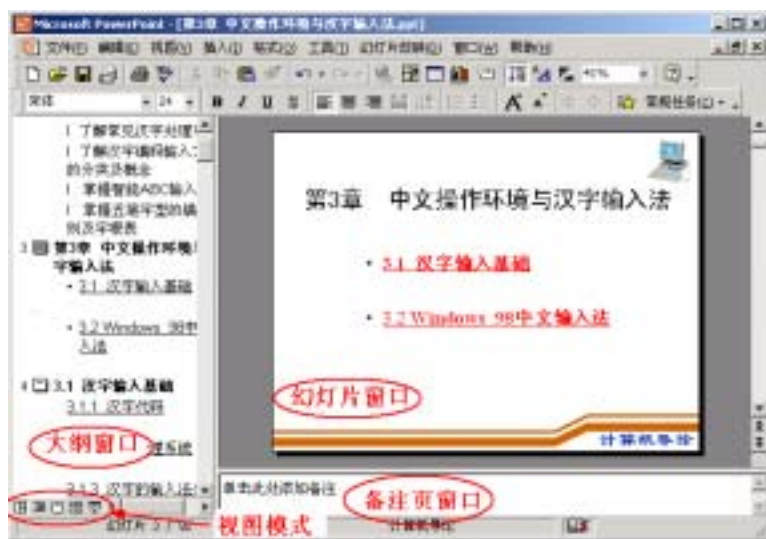 Microsoft PowerPoint - [第3章 中文操作环境与汉字输入法.ppt]
文件(F) 编辑(E) 视图(V) 插入(I) 格式(O) 工具(T) 幻灯片放映(D) 窗口(W) 帮助(H)
宋体 24 B I U S 常规任务(C)
了解常见汉字处理
了解汉字编码输入
的分类及概念
掌握智能ABC输入
掌握五笔字型的编
则及字根表
3 第3章 中文操作环境
字输入法
• 3.1 汉字输入基础
• 3.2 Windows 98中
入法
4 3.1 汉字输入基础
3.1.1 汉字代码
理系统
3.1.3 汉字的输入法
第3章 中文操作环境与汉字输入法
• 3.1 汉字输入基础
• 3.2 Windows 98中文输入法
计算机导论
幻灯片窗口
大纲窗口
单击此处添加备注
备注页窗口
视图模式
计算机导论